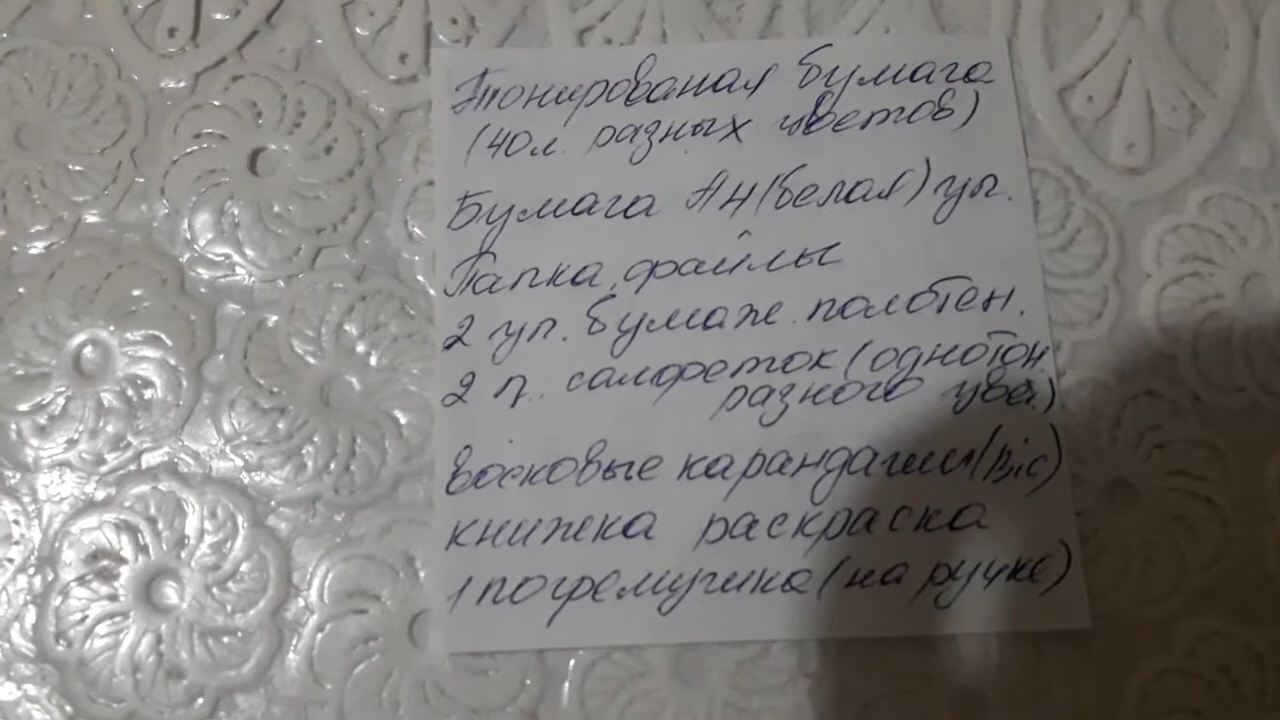 Тонированая бумага
(40л. разных цветов)
Бумага А4 (белая) уп.
Папка, файлы
2 уп. бумаж. полотен.
2 п. салфеток (однотон.
разного цвета)
восковые карандаши (Bic)
книжка раскраска
1 погремушка (на ручке)